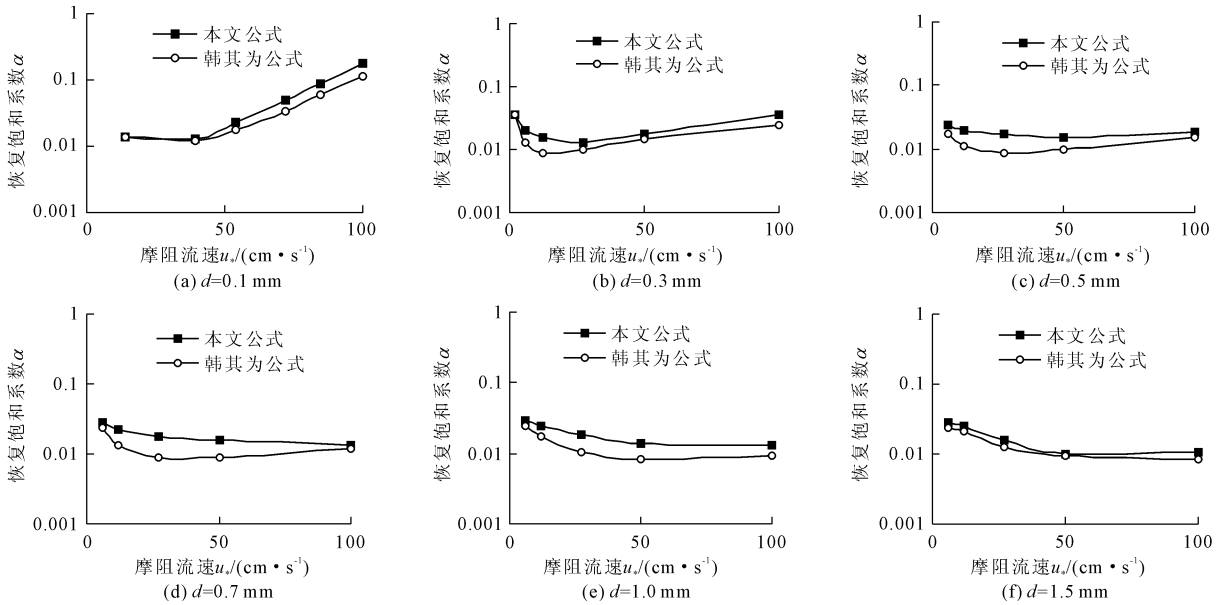 恢复饱和系数α
1
0.1
0.01
0.001
本文公式
韩其为公式
0
50
100
摩阻流速u*/(cm·s-1)
(a) d=0.1 mm
恢复饱和系数α
1
0.1
0.01
0.001
本文公式
韩其为公式
0
50
100
摩阻流速u*/(cm·s-1)
(b) d=0.3 mm
恢复饱和系数α
1
0.1
0.01
0.001
本文公式
韩其为公式
0
50
100
摩阻流速u*/(cm·s-1)
(c) d=0.5 mm
恢复饱和系数α
1
0.1
0.01
0.001
本文公式
韩其为公式
0
50
100
摩阻流速u*/(cm·s-1)
(d) d=0.7 mm
恢复饱和系数α
1
0.1
0.01
0.001
本文公式
韩其为公式
0
50
100
摩阻流速u*/(cm·s-1)
(e) d=1.0 mm
恢复饱和系数α
1
0.1
0.01
0.001
本文公式
韩其为公式
0
50
100
摩阻流速u*/(cm·s-1)
(f) d=1.5 mm